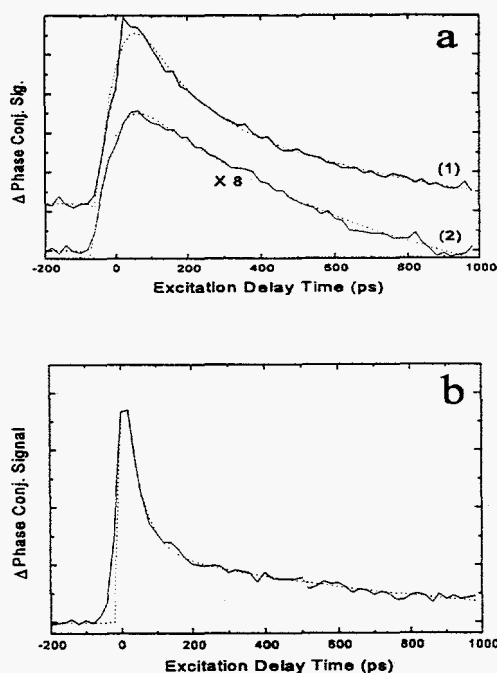 a
Δ Phase Conj. Sig.
(1)
X 8
(2)
-200 0 200 400 600 800 1000
Excitation Delay Time (ps)
b
Δ Phase Conj. Signal
-200 0 200 400 600 800 1000
Excitation Delay Time (ps)